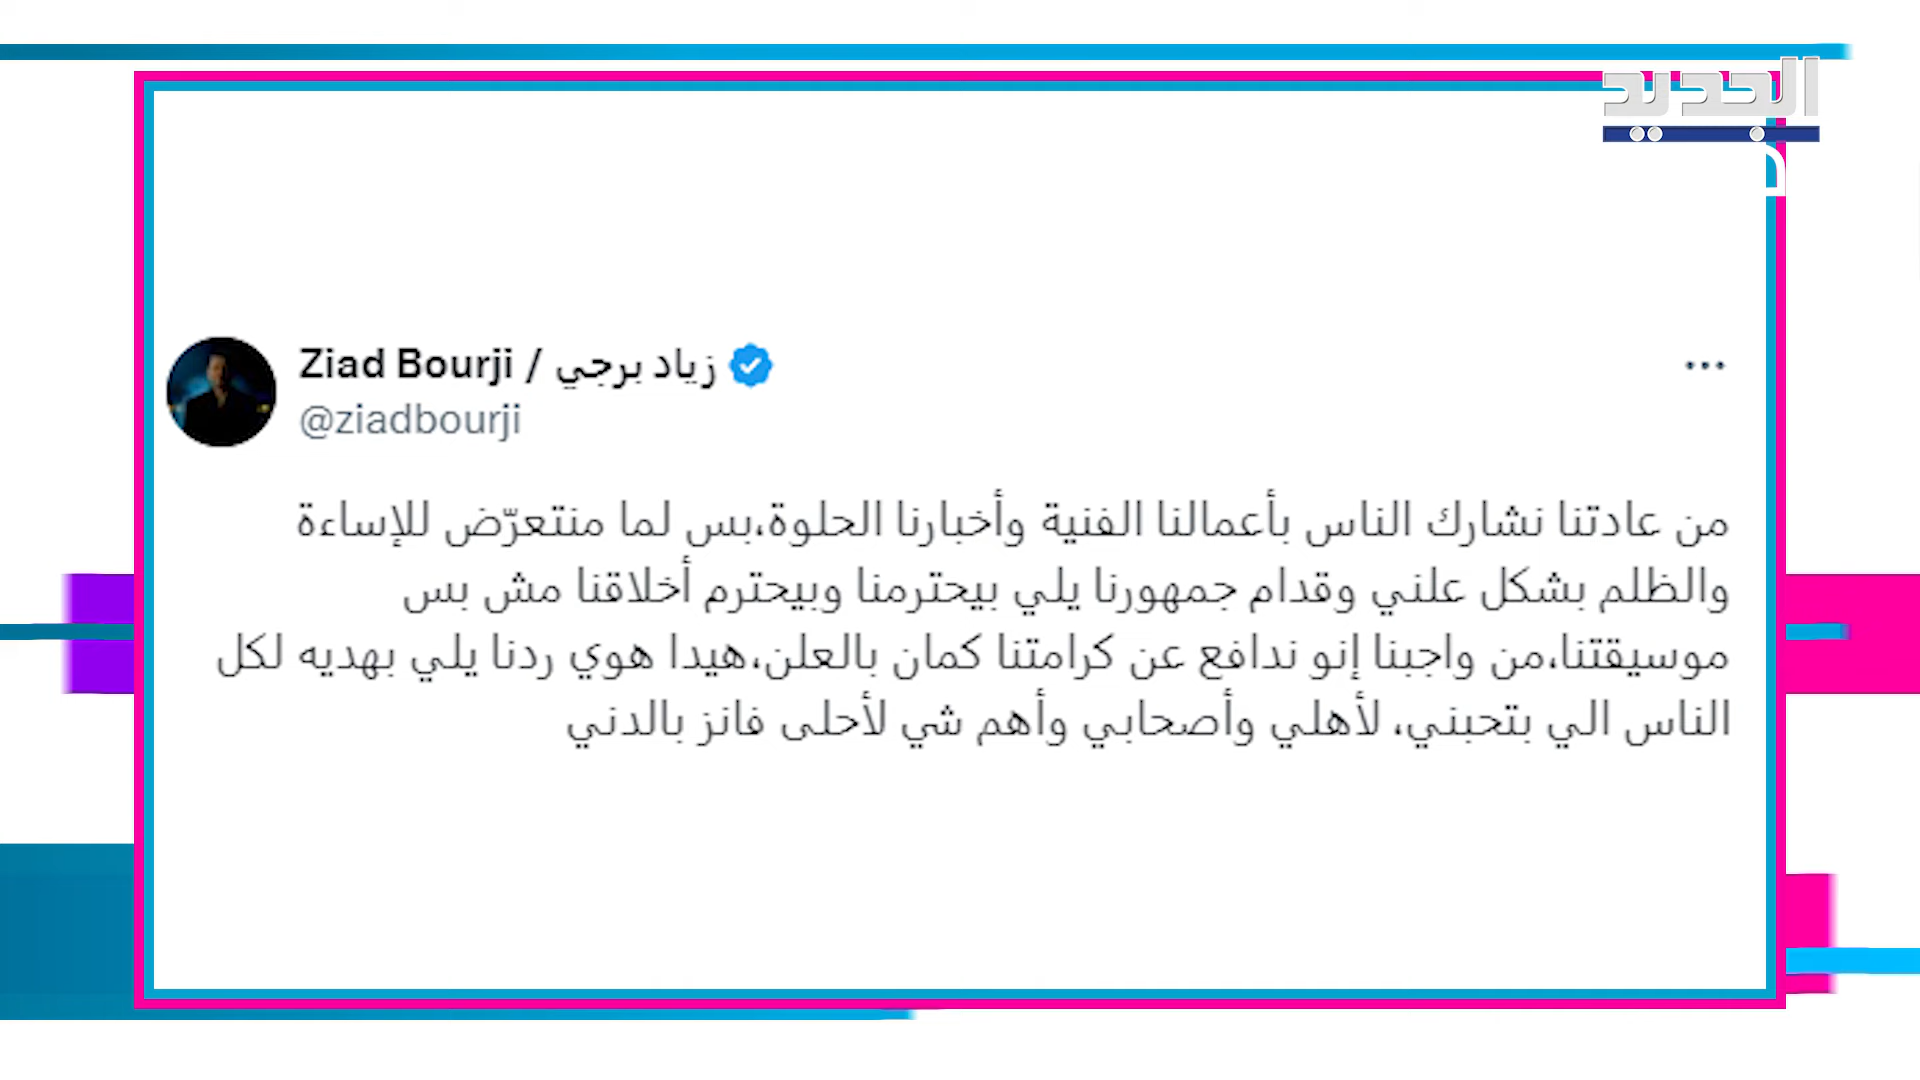 الجديد
Ziad Bourji / زياد برجي
@ziadbourji
من عادتنا نشارك الناس بأعمالنا الفنية وأخبارنا الحلوة،بس لما منتعرّض للإساءة
والظلم بشكل علني وقدام جمهورنا يلي بيحترمنا وبيحترم أخلاقنا مش بس
موسيقتنا،من واجبنا إنو ندافع عن كرامتنا كمان بالعلن،هيدا هوي ردنا يلي بهديه لكل
الناس الي بتحبني، لأهلي وأصحابي وأهم شي لأحلى فانز بالدني